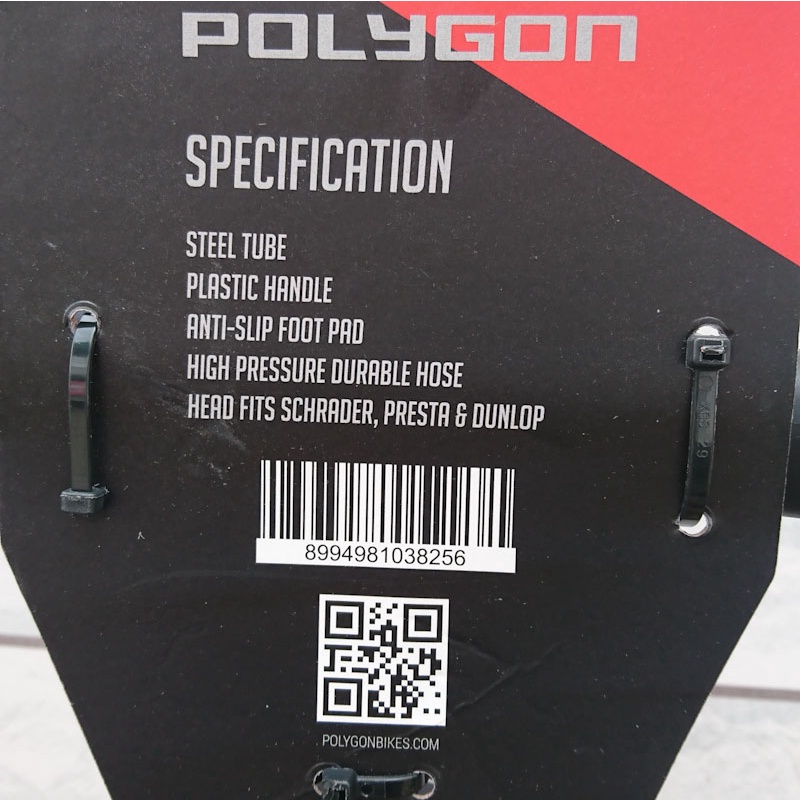 POLYGON
SPECIFICATION
STEEL TUBE
PLASTIC HANDLE
ANTI-SLIP FOOT PAD
HIGH PRESSURE DURABLE HOSE
HEAD FITS SCHRADER, PRESTA & DUNLOP
8994981038256
POLYGONBIKES.COM